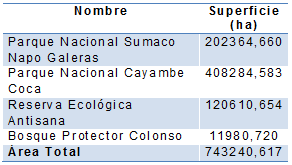 Nombre Superficie
(ha)
Parque Nacional Sumaco 202364,660
Napo Galeras
Parque Nacional Cayambe 408284,583
Coca
Reserva Ecológica 120610,654
Antisana
Bosque Protector Colonso 11980,720
Área Total 743240,617